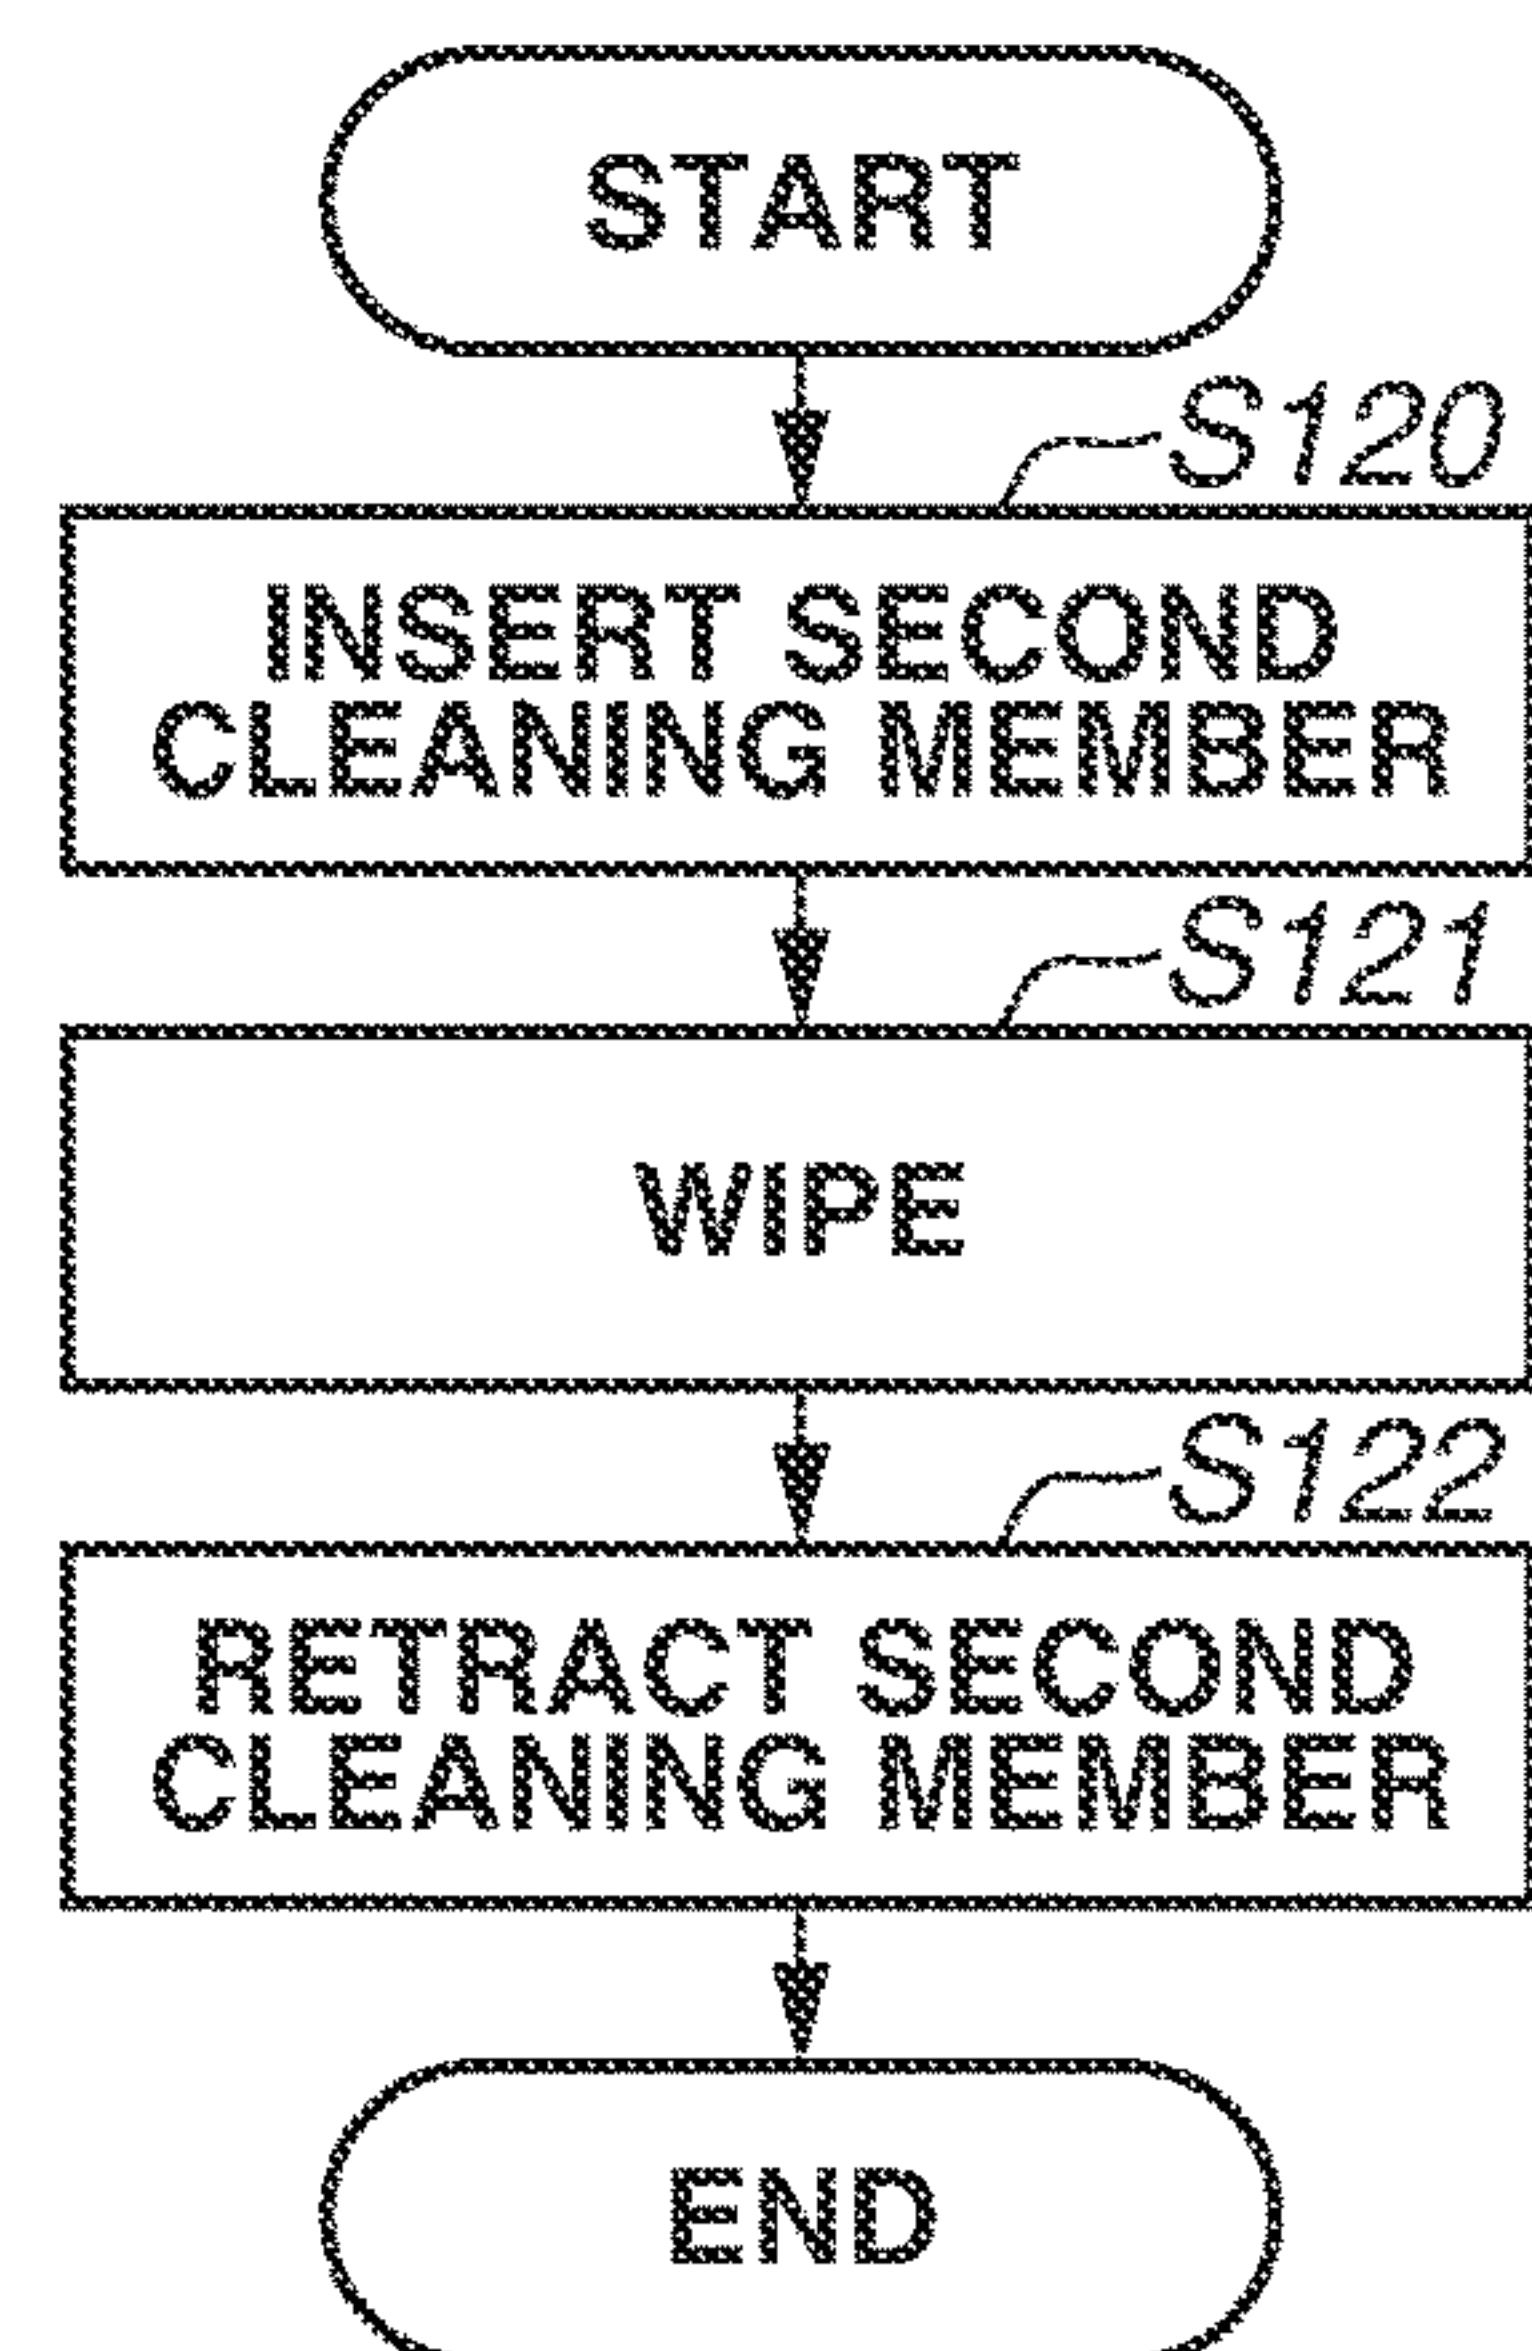 START
S120
INSERT SECOND
CLEANING MEMBER
S121
WIPE
S122
RETRACT SECOND
CLEANING MEMBER
END